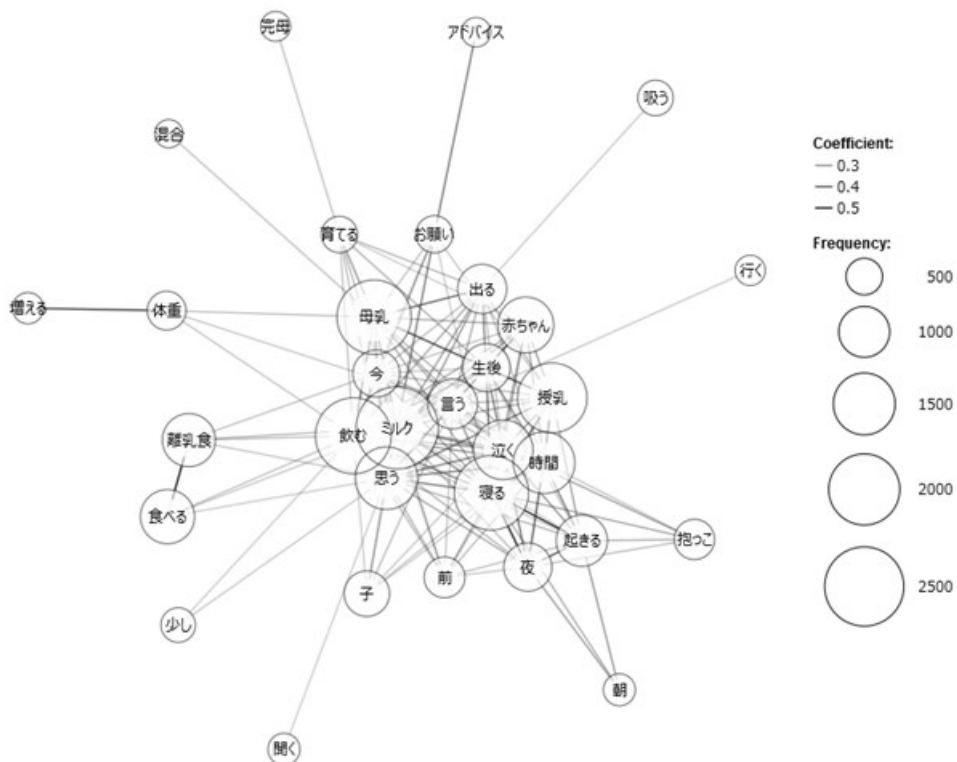 完母
アドバイス
吸う
混合
育てる
お願い
行く
増える
体重
出る
母乳
赤ちゃん
生後
今
授乳
言う
ミルク
飲む
離乳食
泣く
時間
思う
寝る
食べる
起きる
抱っこ
夜
前
子
少し
朝
聞く
Coefficient:
0.3
0.4
0.5
Frequency:
500
1000
1500
2000
2500